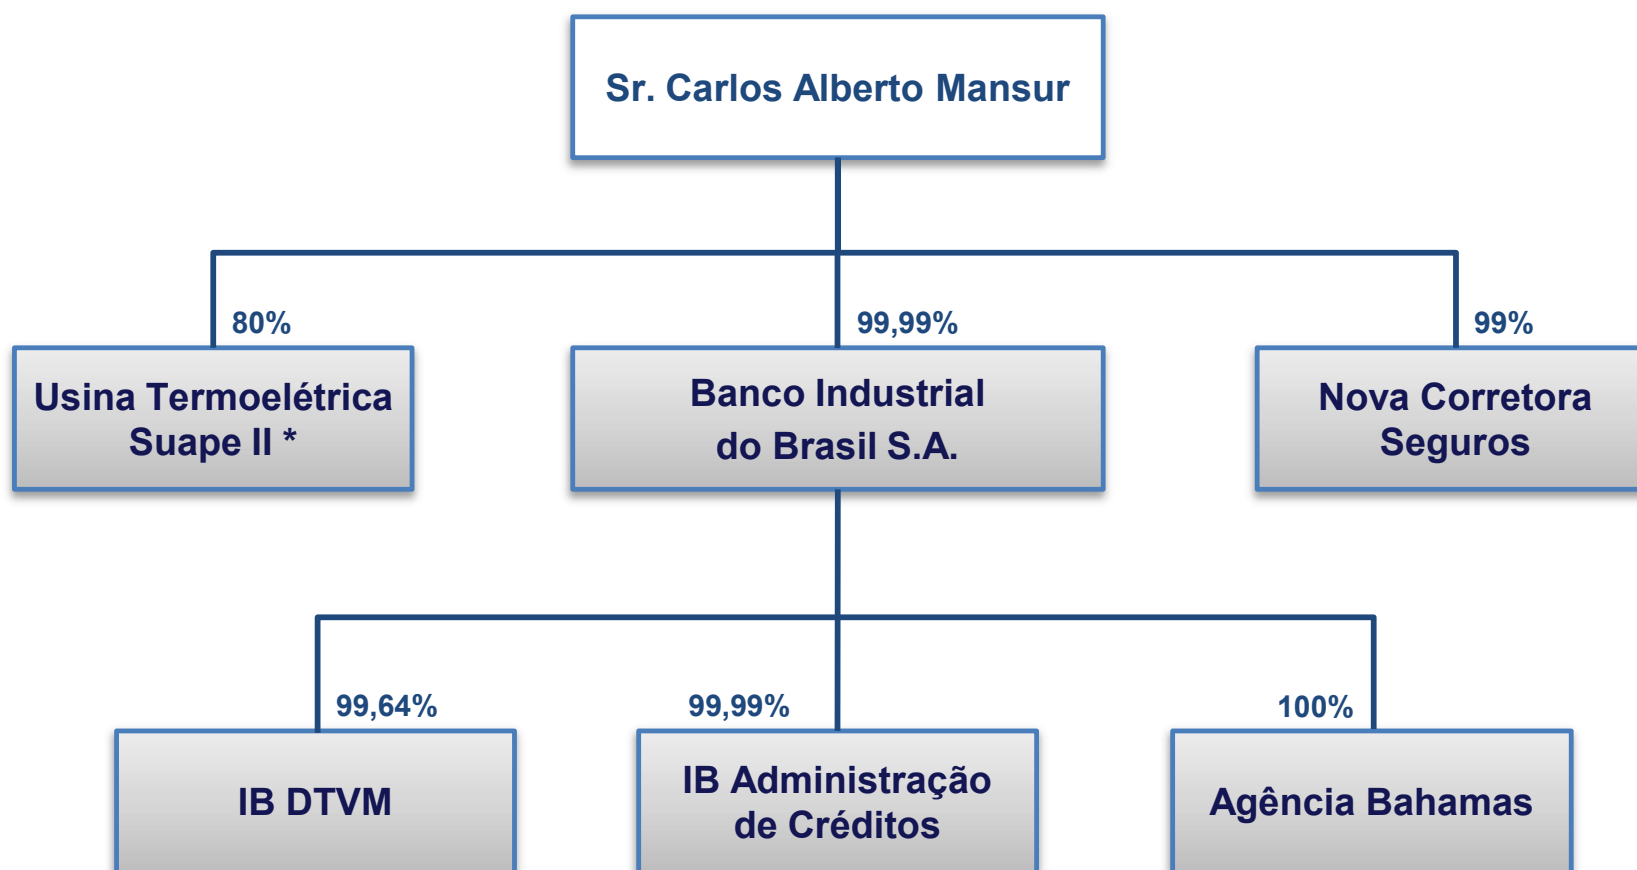 Sr. Carlos Alberto Mansur
80%
99,99%
99%
Usina Termoelétrica
Suape II *
Banco Industrial
do Brasil S.A.
Nova Corretora
Seguros
99,64%
99,99%
100%
IB DTVM
IB Administração
de Créditos
Agência Bahamas